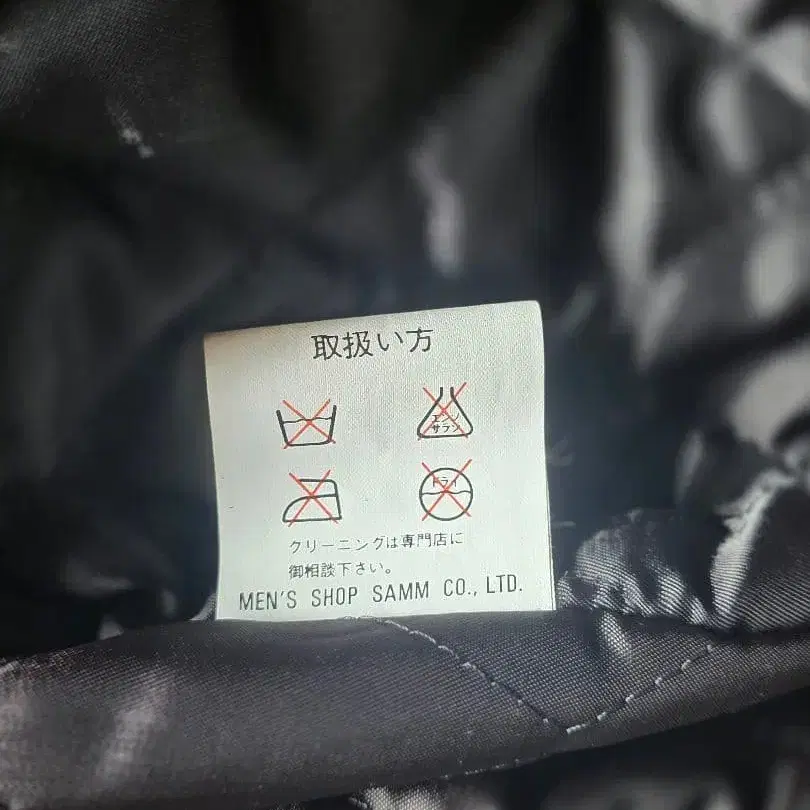 取扱い方
エンソ
サラシ
ドライ
クリーニングは専門店に
御相談下さい。
MEN'S SHOP SAMM CO., LTD.